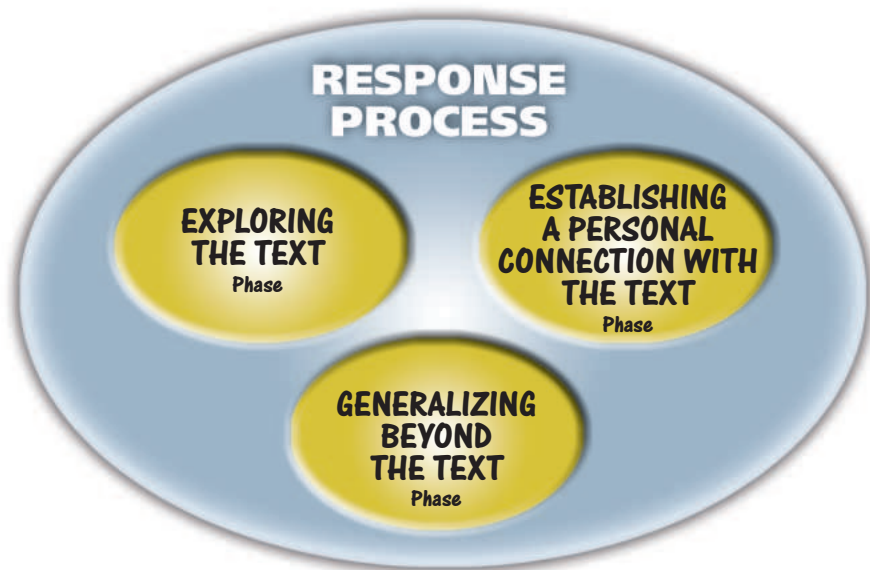 RESPONSE
PROCESS
EXPLORING
THE TEXT
Phase
ESTABLISHING
A PERSONAL
CONNECTION WITH
THE TEXT
Phase
GENERALIZING
BEYOND
THE TEXT
Phase